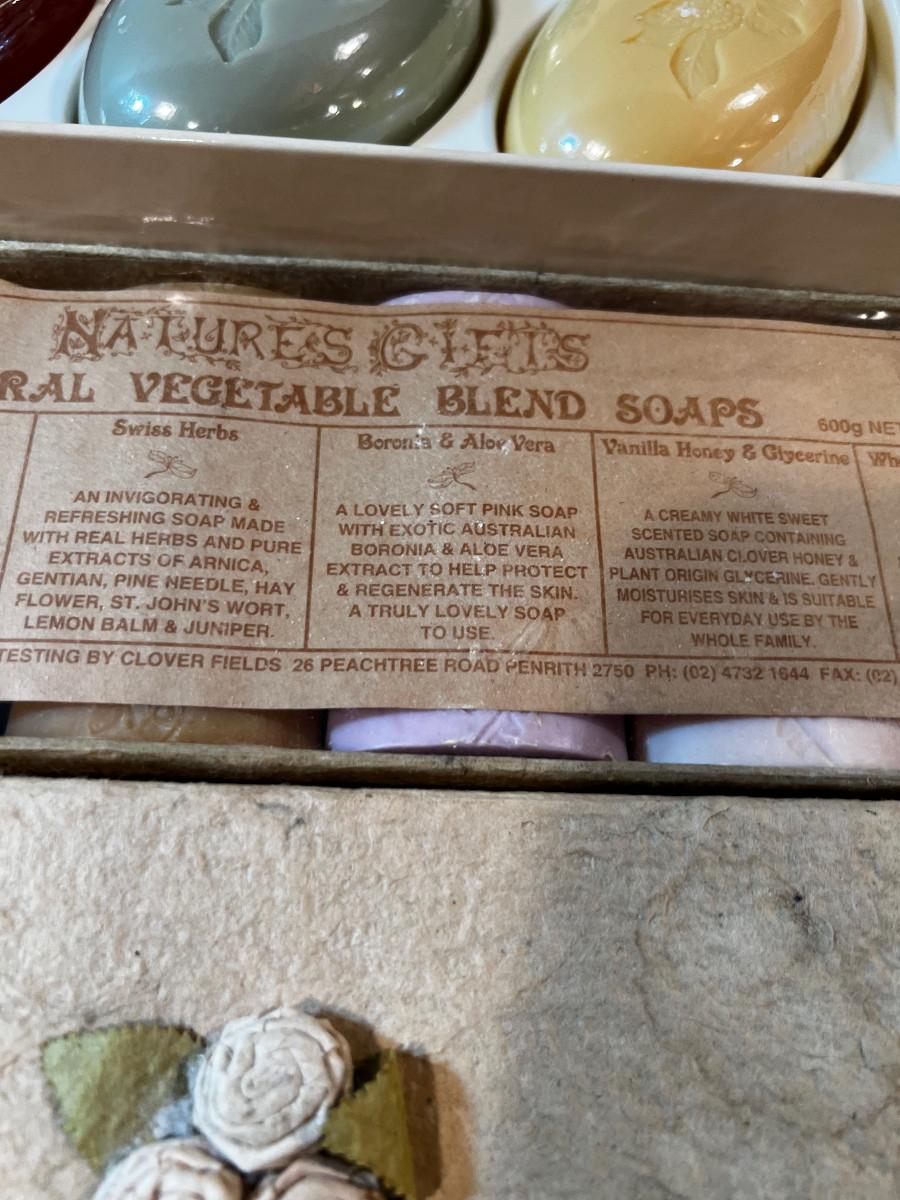 NATURE'S GIFTS
RAL VEGETABLE BLEND SOAPS
600g NET
Swiss Herbs
AN INVIGORATING &
REFRESHING SOAP MADE
WITH REAL HERBS AND PURE
EXTRACTS OF ARNICA,
GENTIAN, PINE NEEDLE, HAY
FLOWER, ST. JOHN'S WORT,
LEMON BALM & JUNIPER.
Boronia & Aloe Vera
A LOVELY SOFT PINK SOAP
WITH EXOTIC AUSTRALIAN
BORONIA & ALOE VERA
EXTRACT TO HELP PROTECT
& REGENERATE THE SKIN.
A TRULY LOVELY SOAP
TO USE.
Vanilla Honey & Glycerine
A CREAMY WHITE SWEET
SCENTED SOAP CONTAINING
AUSTRALIAN CLOVER HONEY &
PLANT ORIGIN GLYCERINE. GENTLY
MOISTURISES SKIN & IS SUITABLE
FOR EVERYDAY USE BY THE
WHOLE FAMILY.
TESTING BY CLOVER FIELDS 26 PEACHTREE ROAD PENRITH 2750 PH: (02) 4732 1644 FAX: (02)